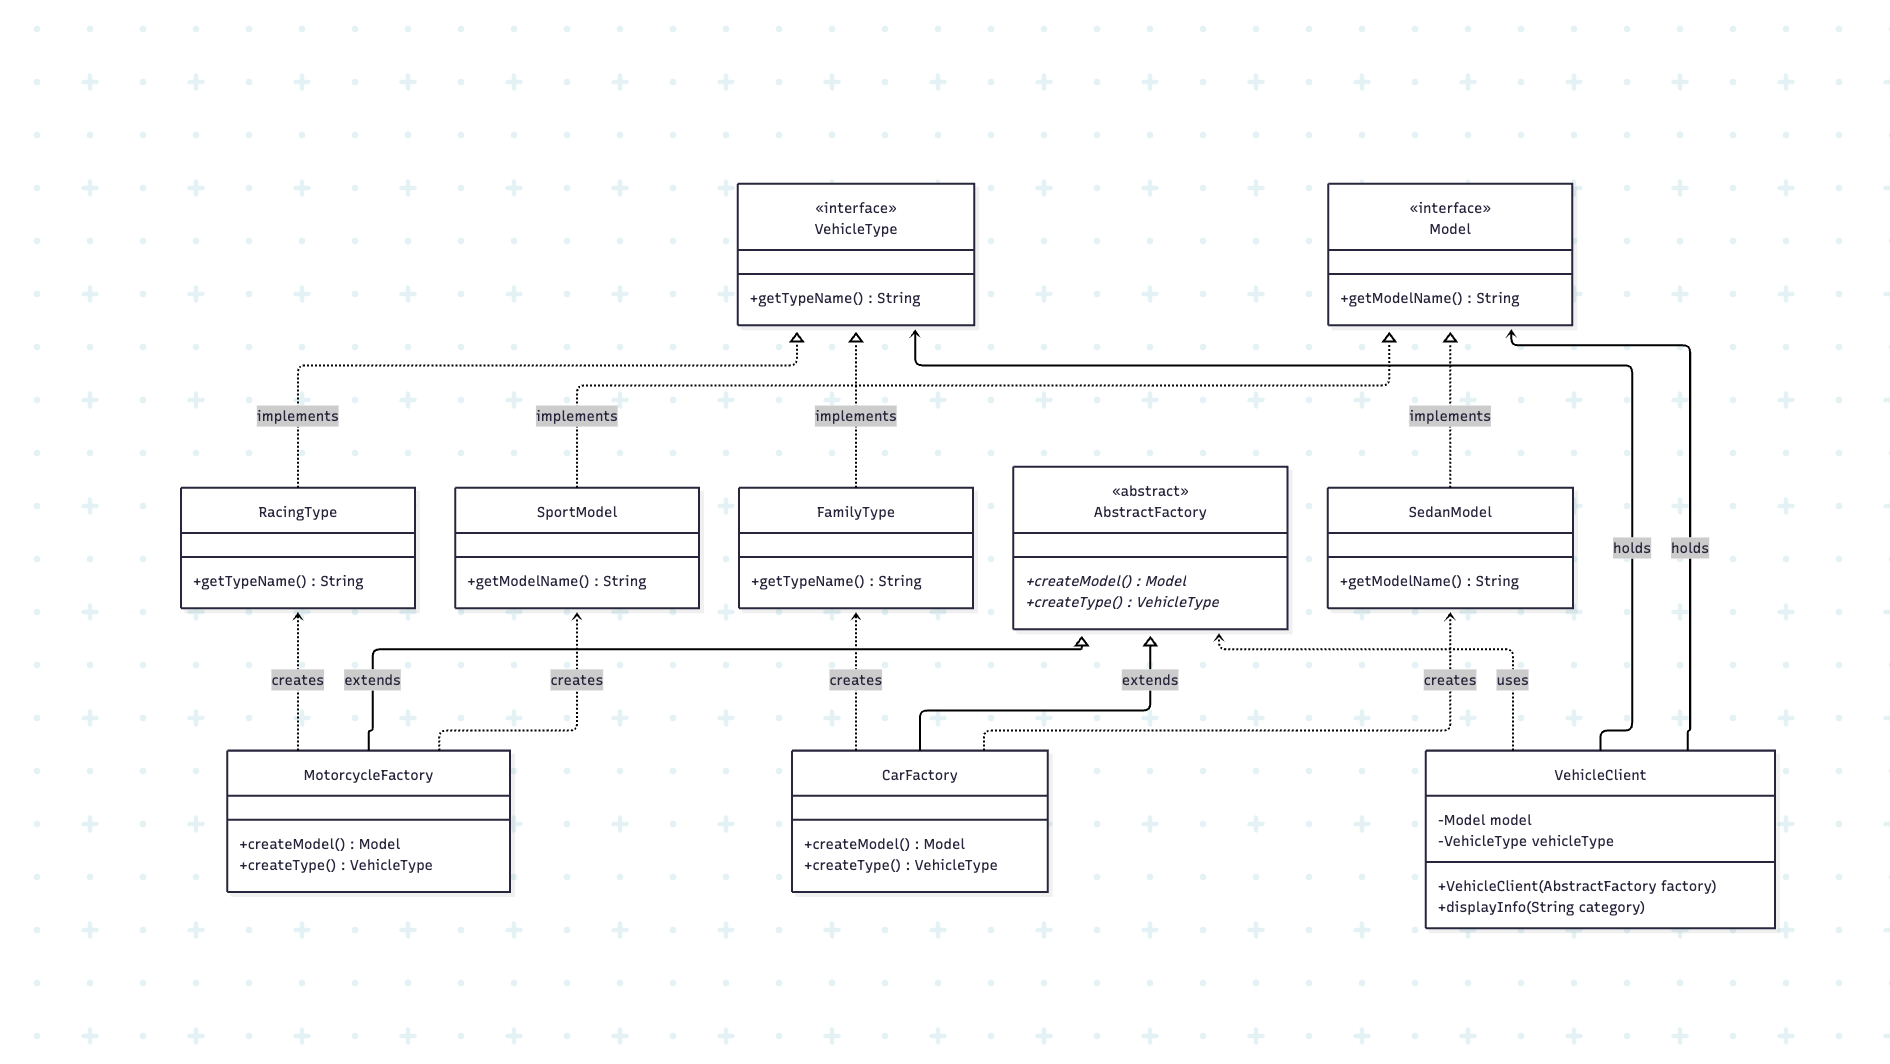 «interface»
VehicleType
+getTypeName() : String
«interface»
Model
+getModelName() : String
implements
implements
implements
implements
RacingType
+getTypeName() : String
SportModel
+getModelName() : String
FamilyType
+getTypeName() : String
«abstract»
AbstractFactory
+createModel() : Model
+createType() : VehicleType
SedanModel
+getModelName() : String
holds
holds
creates
extends
creates
creates
extends
creates
uses
MotorcycleFactory
+createModel() : Model
+createType() : VehicleType
CarFactory
+createModel() : Model
+createType() : VehicleType
VehicleClient
-Model model
-VehicleType vehicleType
+VehicleClient(AbstractFactory factory)
+displayInfo(String category)